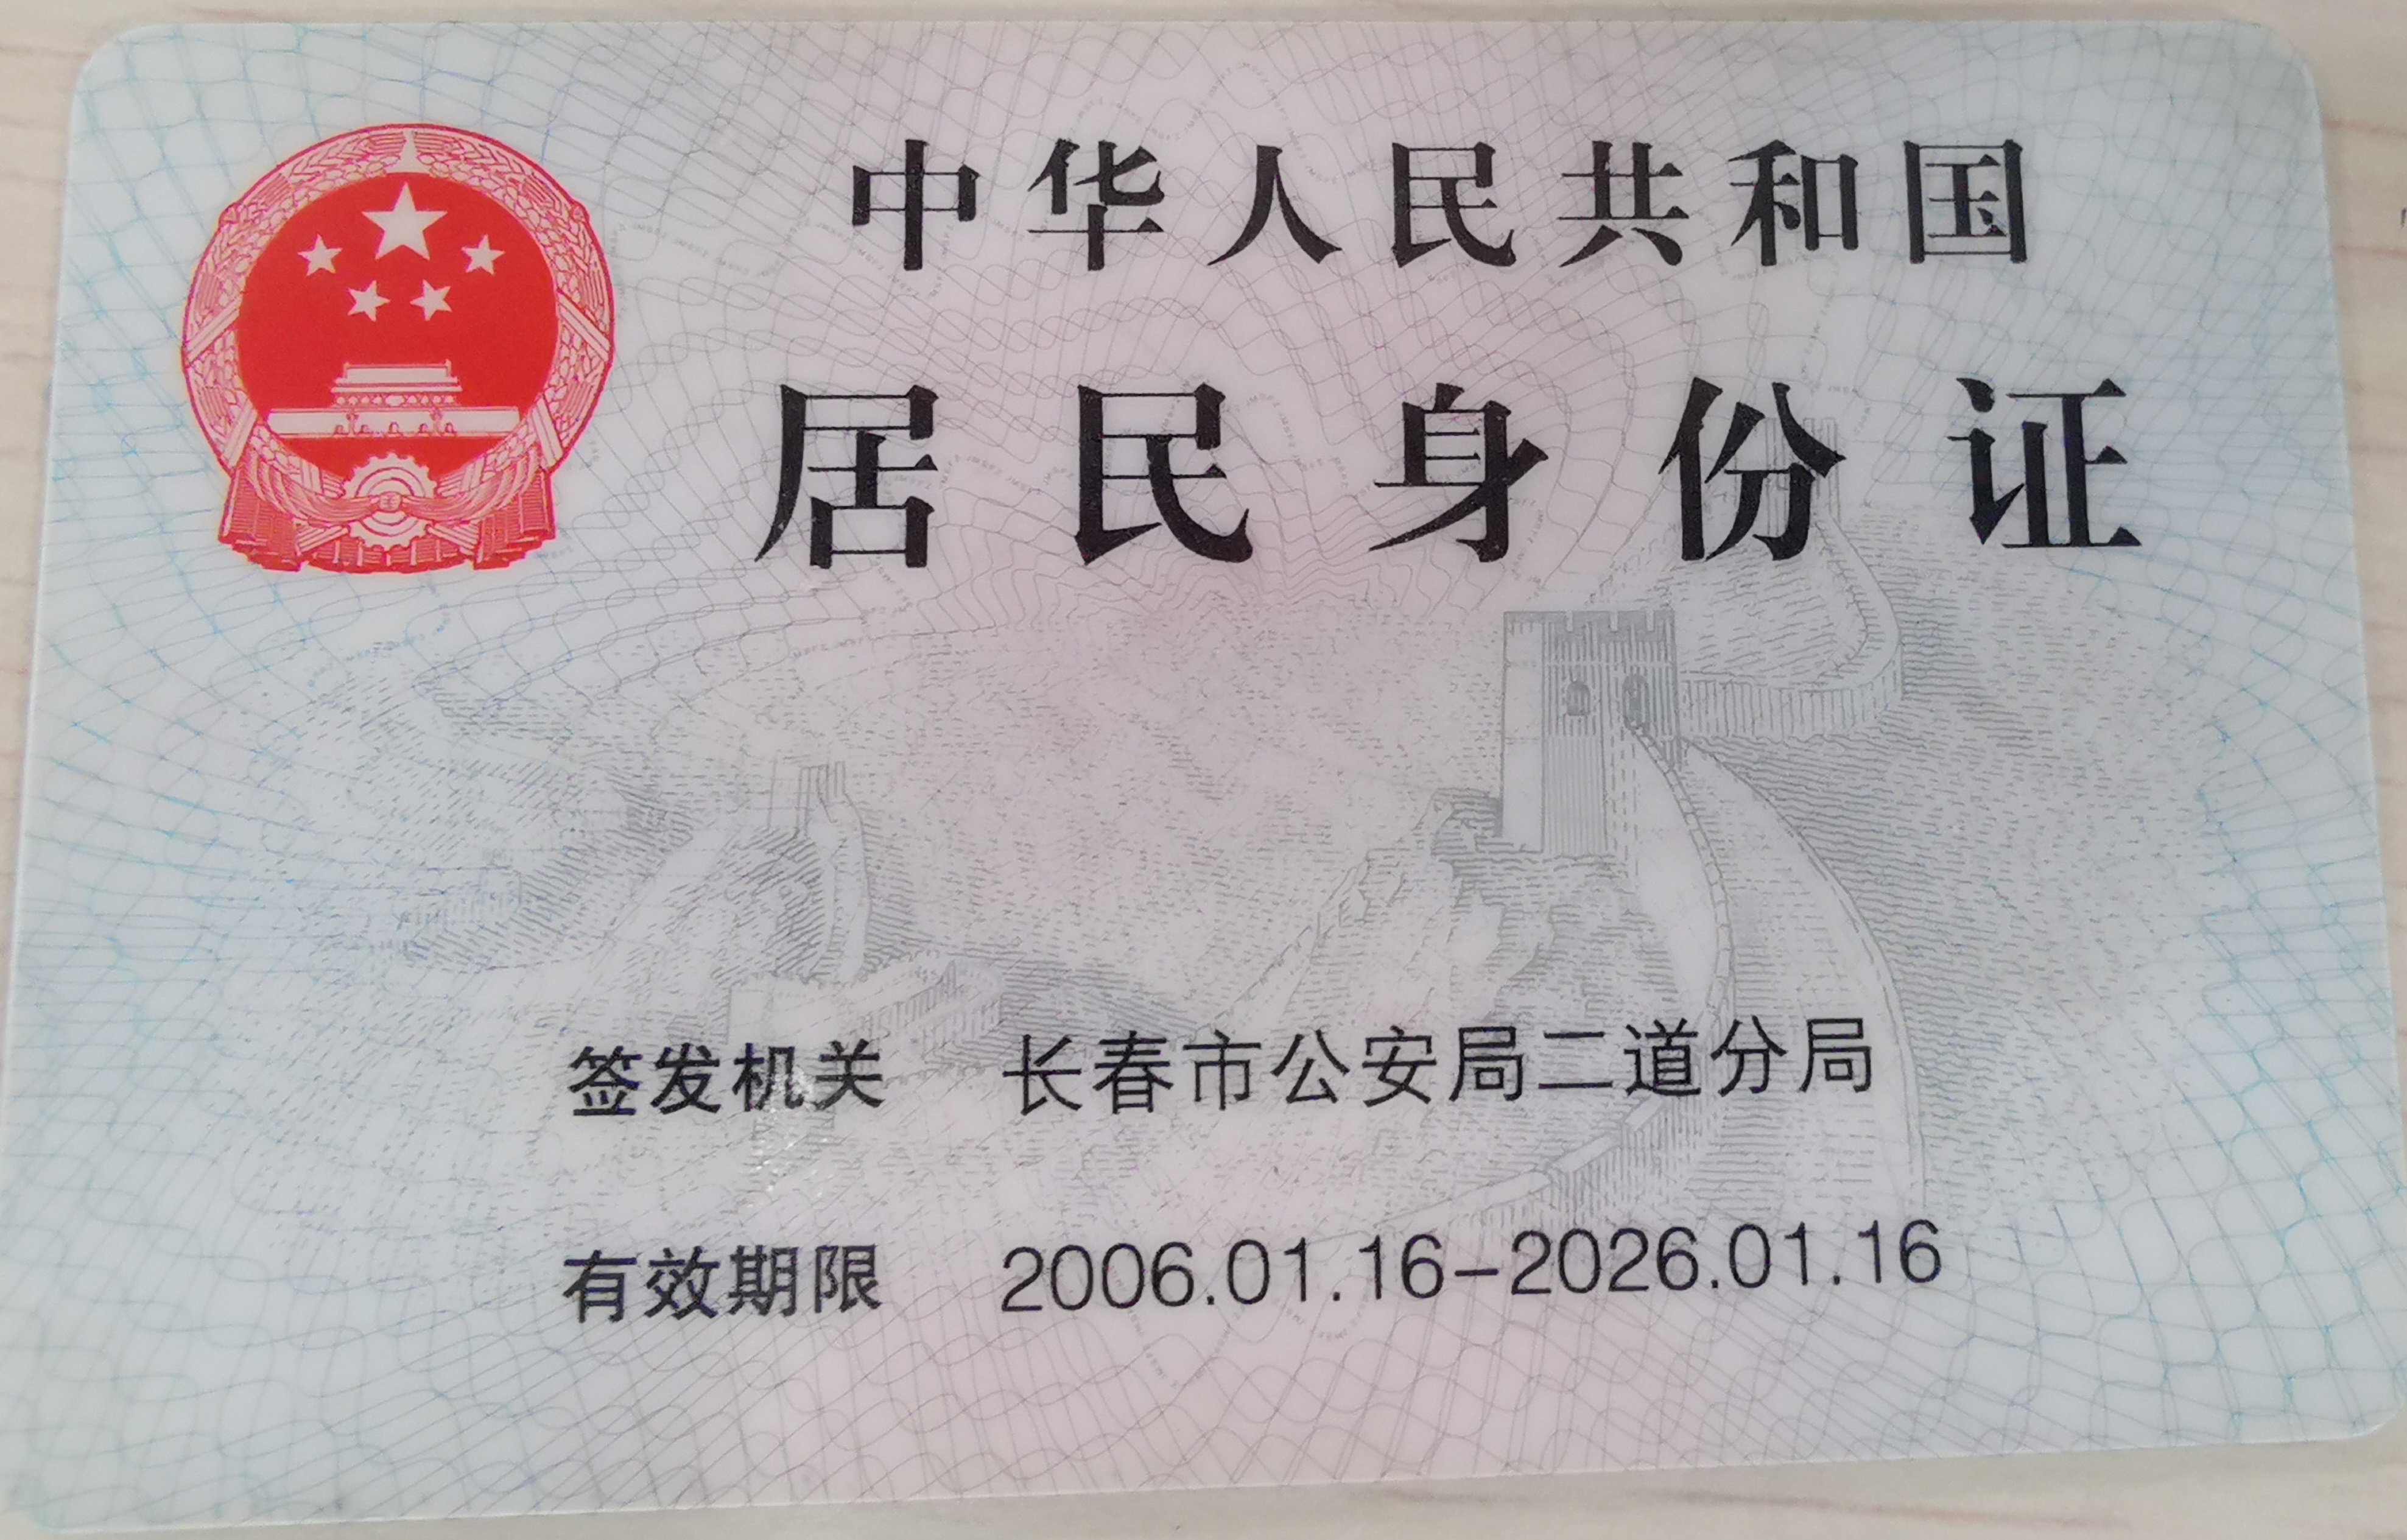 中华人民共和国
居民身份证
签发机关 长春市公安局二道分局
有效期限 2006.01.16-2026.01.16